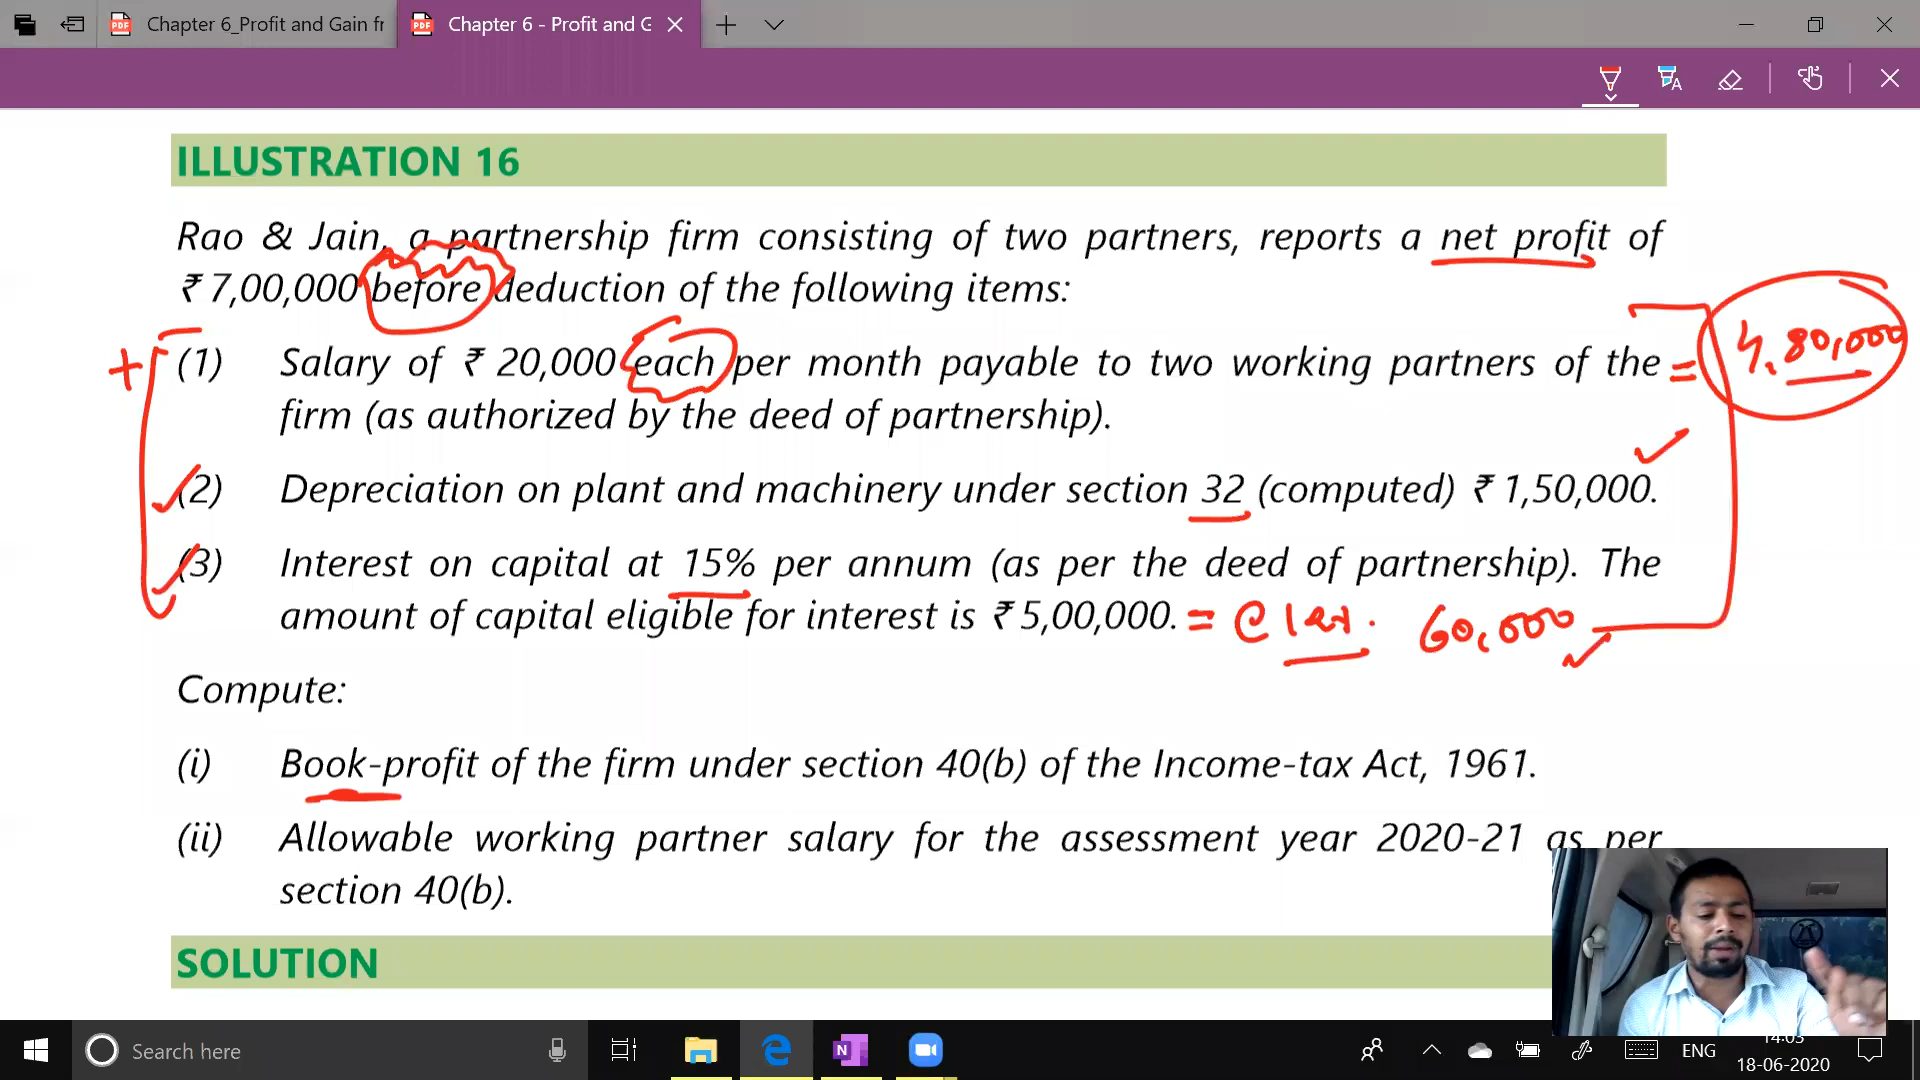 Chapter 6_Profit and Gain fr
Chapter 6 - Profit and G
ILLUSTRATION 16
Rao & Jain, a partnership firm consisting of two partners, reports a net profit of
₹ 7,00,000 before deduction of the following items:
+ (1) Salary of ₹ 20,000 each per month payable to two working partners of the = 4,80,000
firm (as authorized by the deed of partnership).
(2) Depreciation on plant and machinery under section 32 (computed) ₹ 1,50,000.
(3) Interest on capital at 15% per annum (as per the deed of partnership). The
amount of capital eligible for interest is ₹ 5,00,000. = @ 12%. 60,000
Compute:
(i) Book-profit of the firm under section 40(b) of the Income-tax Act, 1961.
(ii) Allowable working partner salary for the assessment year 2020-21 as per
section 40(b).
SOLUTION
Search here
ENG
14:03
18-06-2020